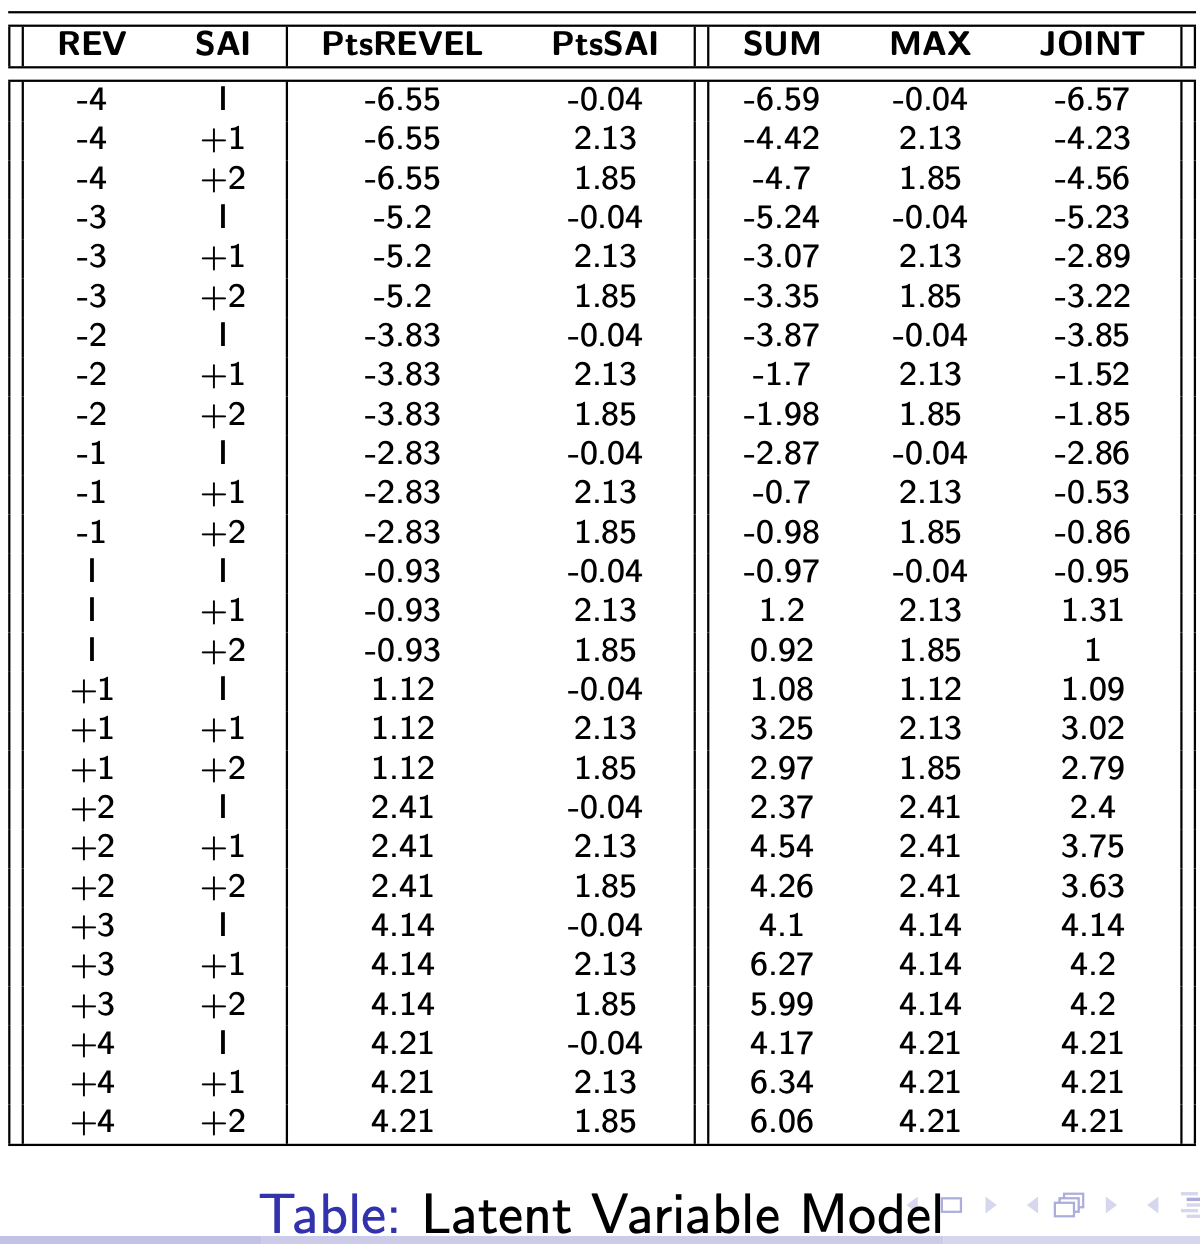 REV SAI PtsREVEL PtsSAI SUM MAX JOINT
-4 I -6.55 -0.04 -6.59 -0.04 -6.57
-4 +1 -6.55 2.13 -4.42 2.13 -4.23
-4 +2 -6.55 1.85 -4.7 1.85 -4.56
-3 I -5.2 -0.04 -5.24 -0.04 -5.23
-3 +1 -5.2 2.13 -3.07 2.13 -2.89
-3 +2 -5.2 1.85 -3.35 1.85 -3.22
-2 I -3.83 -0.04 -3.87 -0.04 -3.85
-2 +1 -3.83 2.13 -1.7 2.13 -1.52
-2 +2 -3.83 1.85 -1.98 1.85 -1.85
-1 I -2.83 -0.04 -2.87 -0.04 -2.86
-1 +1 -2.83 2.13 -0.7 2.13 -0.53
-1 +2 -2.83 1.85 -0.98 1.85 -0.86
I I -0.93 -0.04 -0.97 -0.04 -0.95
I +1 -0.93 2.13 1.2 2.13 1.31
I +2 -0.93 1.85 0.92 1.85 1
+1 I 1.12 -0.04 1.08 1.12 1.09
+1 +1 1.12 2.13 3.25 2.13 3.02
+1 +2 1.12 1.85 2.97 1.85 2.79
+2 I 2.41 -0.04 2.37 2.41 2.4
+2 +1 2.41 2.13 4.54 2.41 3.75
+2 +2 2.41 1.85 4.26 2.41 3.63
+3 I 4.14 -0.04 4.1 4.14 4.14
+3 +1 4.14 2.13 6.27 4.14 4.2
+3 +2 4.14 1.85 5.99 4.14 4.2
+4 I 4.21 -0.04 4.17 4.21 4.21
+4 +1 4.21 2.13 6.34 4.21 4.21
+4 +2 4.21 1.85 6.06 4.21 4.21
Table: Latent Variable Model